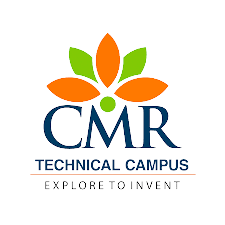 CMR
TECHNICAL CAMPUS
EXPLORE TO INVENT